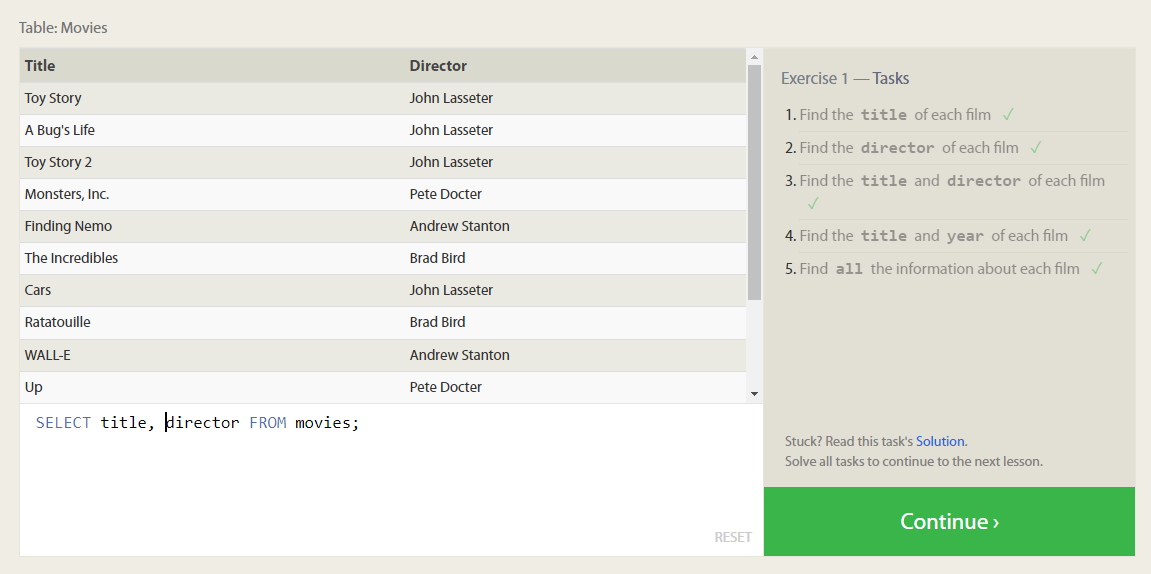 Table: Movies
Title Director
Toy Story John Lasseter
A Bug's Life John Lasseter
Toy Story 2 John Lasseter
Monsters, Inc. Pete Docter
Finding Nemo Andrew Stanton
The Incredibles Brad Bird
Cars John Lasseter
Ratatouille Brad Bird
WALL-E Andrew Stanton
Up Pete Docter
SELECT title, director FROM movies;
RESET
Exercise 1 — Tasks
1. Find the title of each film ✓
2. Find the director of each film ✓
3. Find the title and director of each film
✓
4. Find the title and year of each film ✓
5. Find all the information about each film ✓
Stuck? Read this task's Solution.
Solve all tasks to continue to the next lesson.
Continue ›